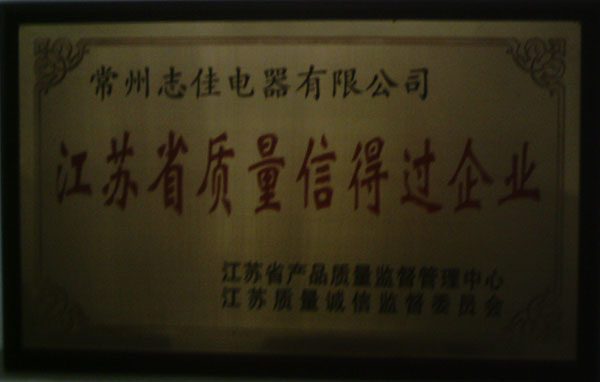 常州志佳电器有限公司
江苏省质量信得过企业
江苏省产品质量监督管理中心
江苏质量诚信监督委员会